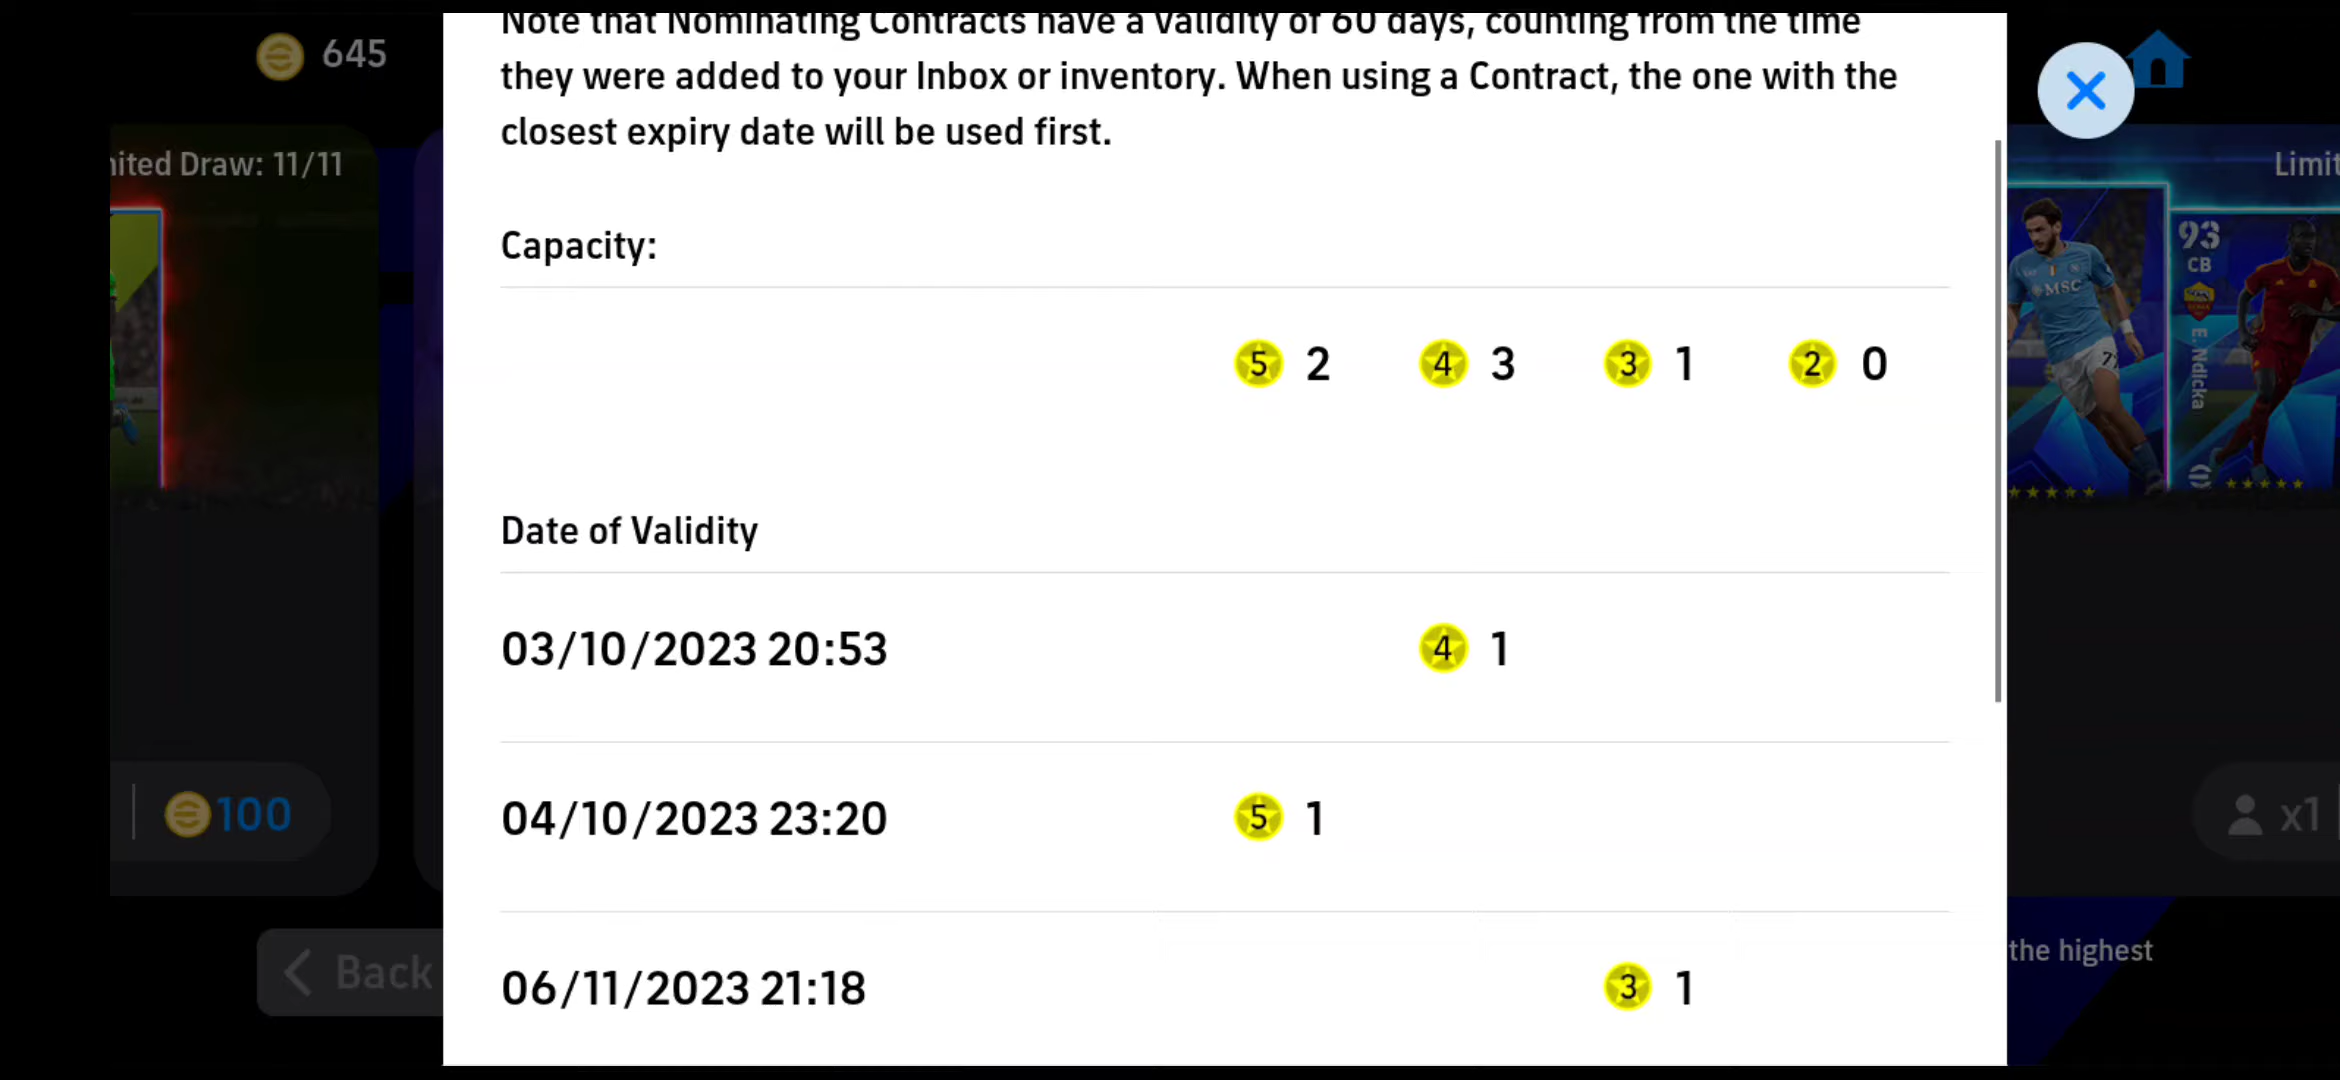 Note that Nominating Contracts have a validity of 60 days, counting from the time
they were added to your Inbox or inventory. When using a Contract, the one with the
closest expiry date will be used first.
645
ited Draw: 11/11
Limit
Capacity:
5 2 4 3 3 1 2 0
93
CB
E. Ndicka
MSC
Date of Validity
03/10/2023 20:53 4 1
04/10/2023 23:20 5 1
100
x1
06/11/2023 21:18 3 1
Back
the highest